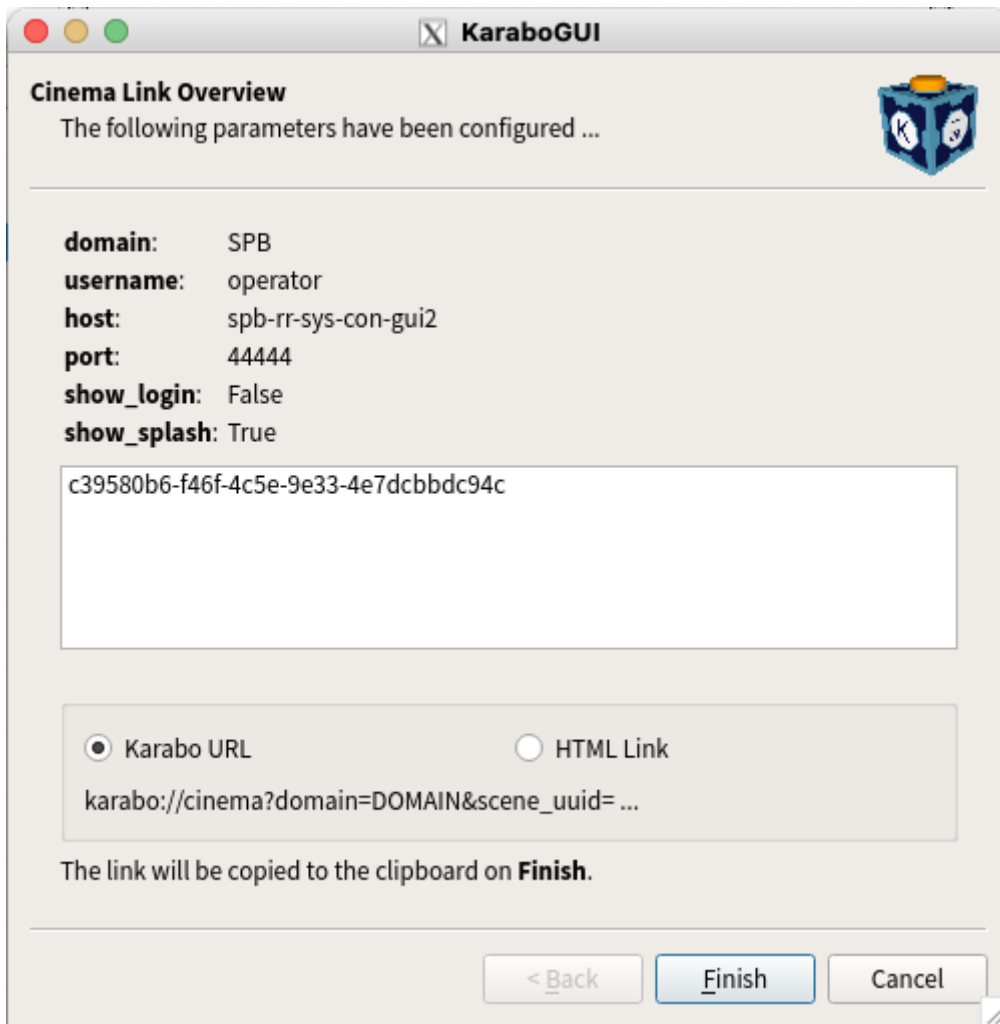 KaraboGUI
Cinema Link Overview
The following parameters have been configured ...
domain: SPB
username: operator
host: spb-rr-sys-con-gui2
port: 44444
show_login: False
show_splash: True
c39580b6-f46f-4c5e-9e33-4e7dcbbdc94c
Karabo URL HTML Link
karabo://cinema?domain=DOMAIN&scene_uuid= ...
The link will be copied to the clipboard on Finish.
< Back Finish Cancel